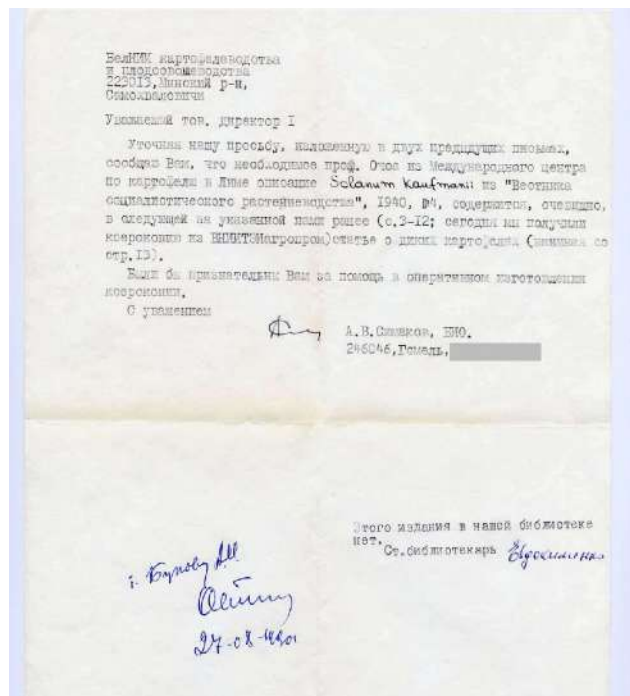 БелНИИ картофелеводства
и плодоовощеводства
223013, Минский р-н,
Самохваловичи
Уважаемый тов. директор I
Уточняя нашу просьбу, изложенную в двух предыдущих письмах,
сообщаю Вам, что необходимое проф. Очоа из Международного центра
по картофелю в Лиме описание Solanum Kaufmanii из "Вестника
социалистического растениеводства", 1940, №4, содержится, очевидно,
в следующей за указанной нами ранее (с.3-12; сегодня мы получили
ксерокопию из ВНИИТЭИагропром) статье о диких картофелях (начиная со
стр.13).
Были бы признательны Вам за помощь в оперативном изготовлении
ксерокопии.
С уважением
А.В.Симаков, БИО.
246046, Гомель,
Этого издания в нашей библиотеке
нет.
Ст.библиотекарь Евдокименко
т.
27-08-